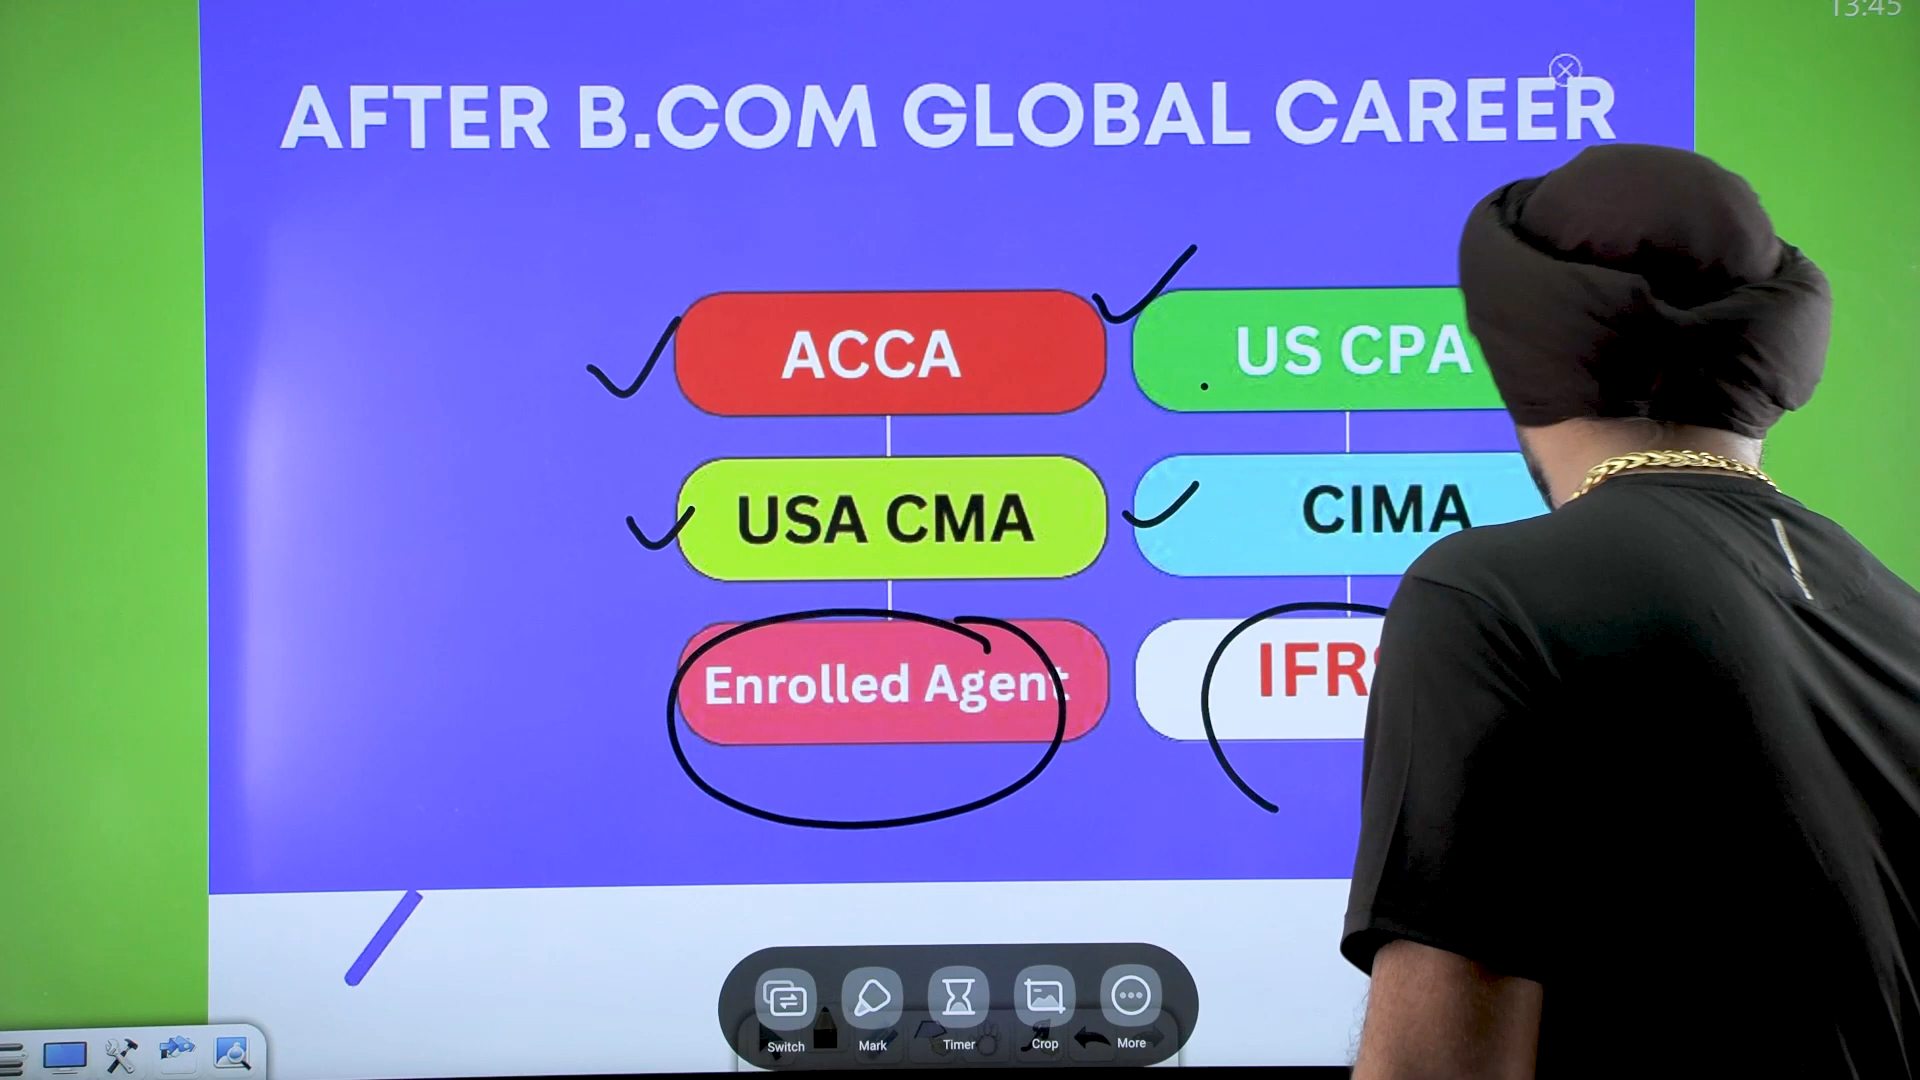 13:45
AFTER B.COM GLOBAL CAREER
ACCA
US CPA
USA CMA
CIMA
Enrolled Agent
IFRS
Switch
Mark
Timer
Crop
More